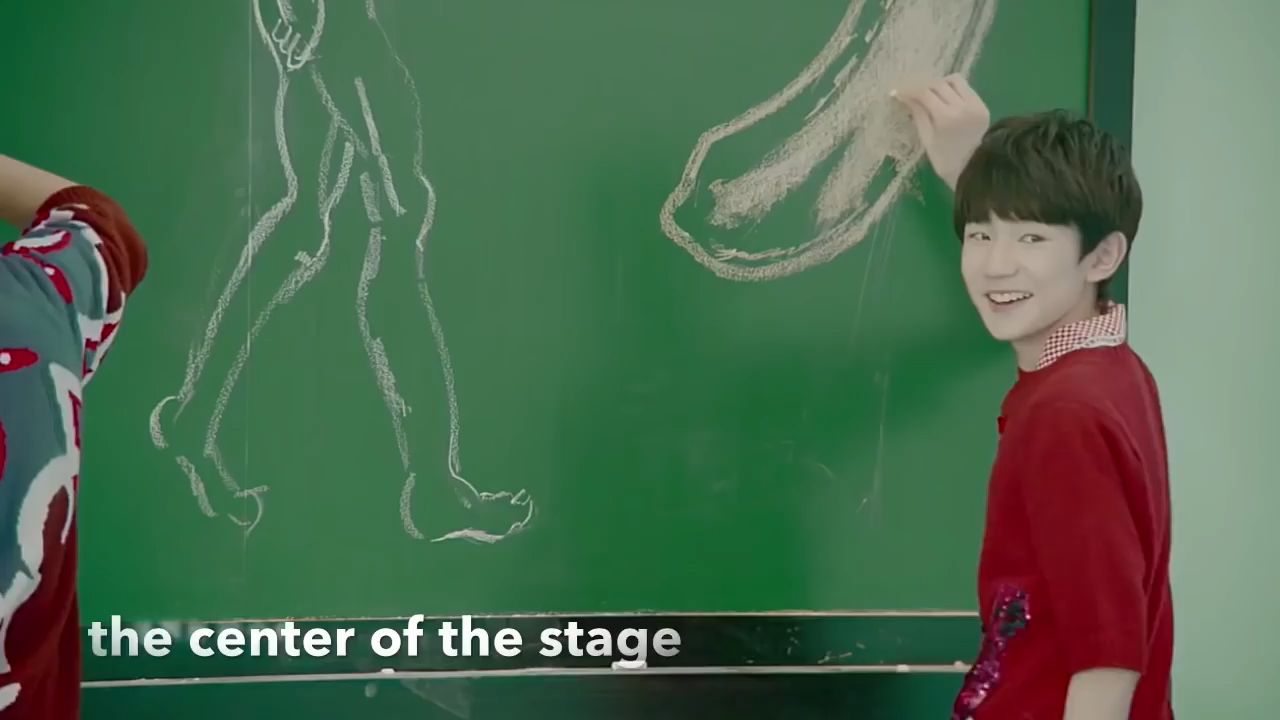 the center of the stage